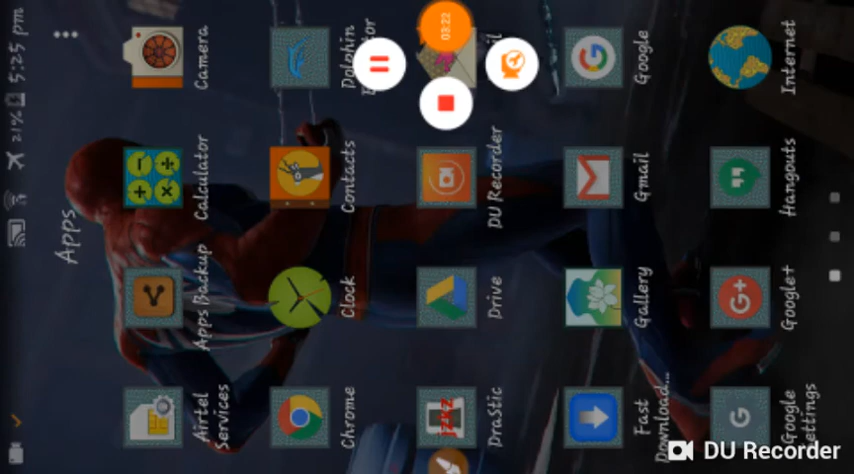 21% 5:25 pm
Apps
Airtel Services
Apps Backup
Calculator
Camera
Chrome
Clock
Contacts
Dolphin
03:22
DraStic
Drive
DU Recorder
Fast Download...
Gallery
Gmail
Google
Google Settings
Google+
Hangouts
Internet
DU Recorder